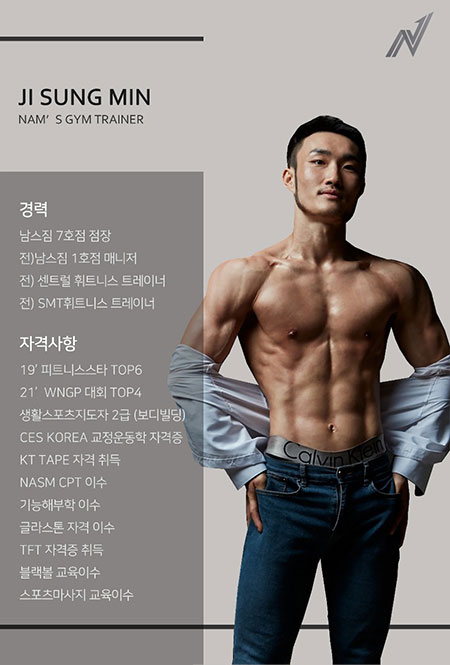 JI SUNG MIN
NAM'S GYM TRAINER
경력
남스짐 7호점 점장
전)남스짐 1호점 매니저
전) 센트럴 휘트니스 트레이너
전) SMT휘트니스 트레이너
자격사항
19' 피트니스스타 TOP6
21' WNGP 대회 TOP4
생활스포츠지도자 2급 (보디빌딩)
CES KOREA 교정운동학 자격증
KT TAPE 자격 취득
NASM CPT 이수
기능해부학 이수
글라스톤 자격 이수
TFT 자격증 취득
블랙볼 교육이수
스포츠마사지 교육이수
Calvin Klein